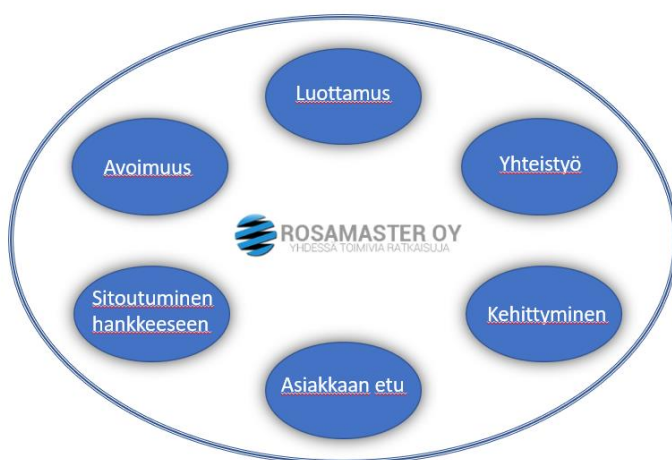 Luottamus
Avoimuus
Yhteistyö
ROSAMASTER OY
YHDESSÄ TOIMIVIA RATKAISUJA
Sitoutuminen
hankkeeseen
Kehittyminen
Asiakkaan etu